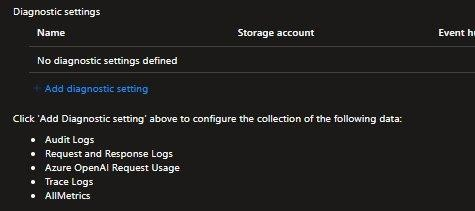 Diagnostic settings
Name Storage account Event hu
No diagnostic settings defined
+ Add diagnostic setting
Click 'Add Diagnostic setting' above to configure the collection of the following data:
• Audit Logs
• Request and Response Logs
• Azure OpenAI Request Usage
• Trace Logs
• AllMetrics